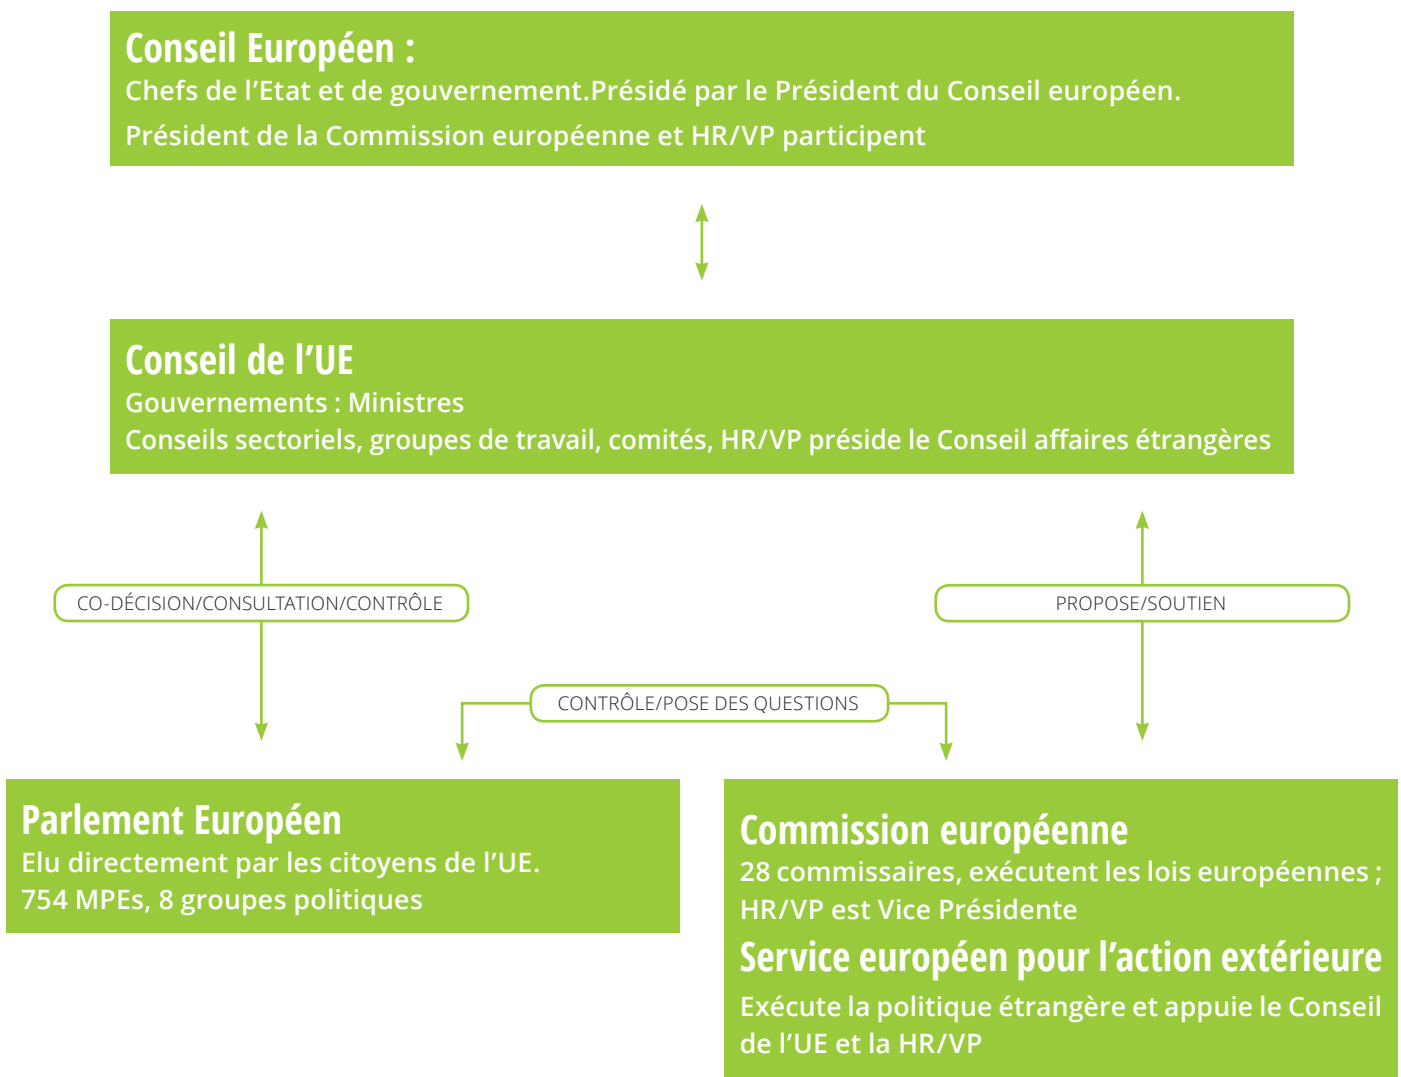 Conseil Européen :
Chefs de l’Etat et de gouvernement.Présidé par le Président du Conseil européen.
Président de la Commission européenne et HR/VP participent
Conseil de l’UE
Gouvernements : Ministres
Conseils sectoriels, groupes de travail, comités, HR/VP préside le Conseil affaires étrangères
CO-DÉCISION/CONSULTATION/CONTRÔLE
PROPOSE/SOUTIEN
CONTRÔLE/POSE DES QUESTIONS
Parlement Européen
Elu directement par les citoyens de l’UE.
754 MPEs, 8 groupes politiques
Commission européenne
28 commissaires, exécutent les lois européennes ;
HR/VP est Vice Présidente
Service européen pour l’action extérieure
Exécute la politique étrangère et appuie le Conseil
de l’UE et la HR/VP